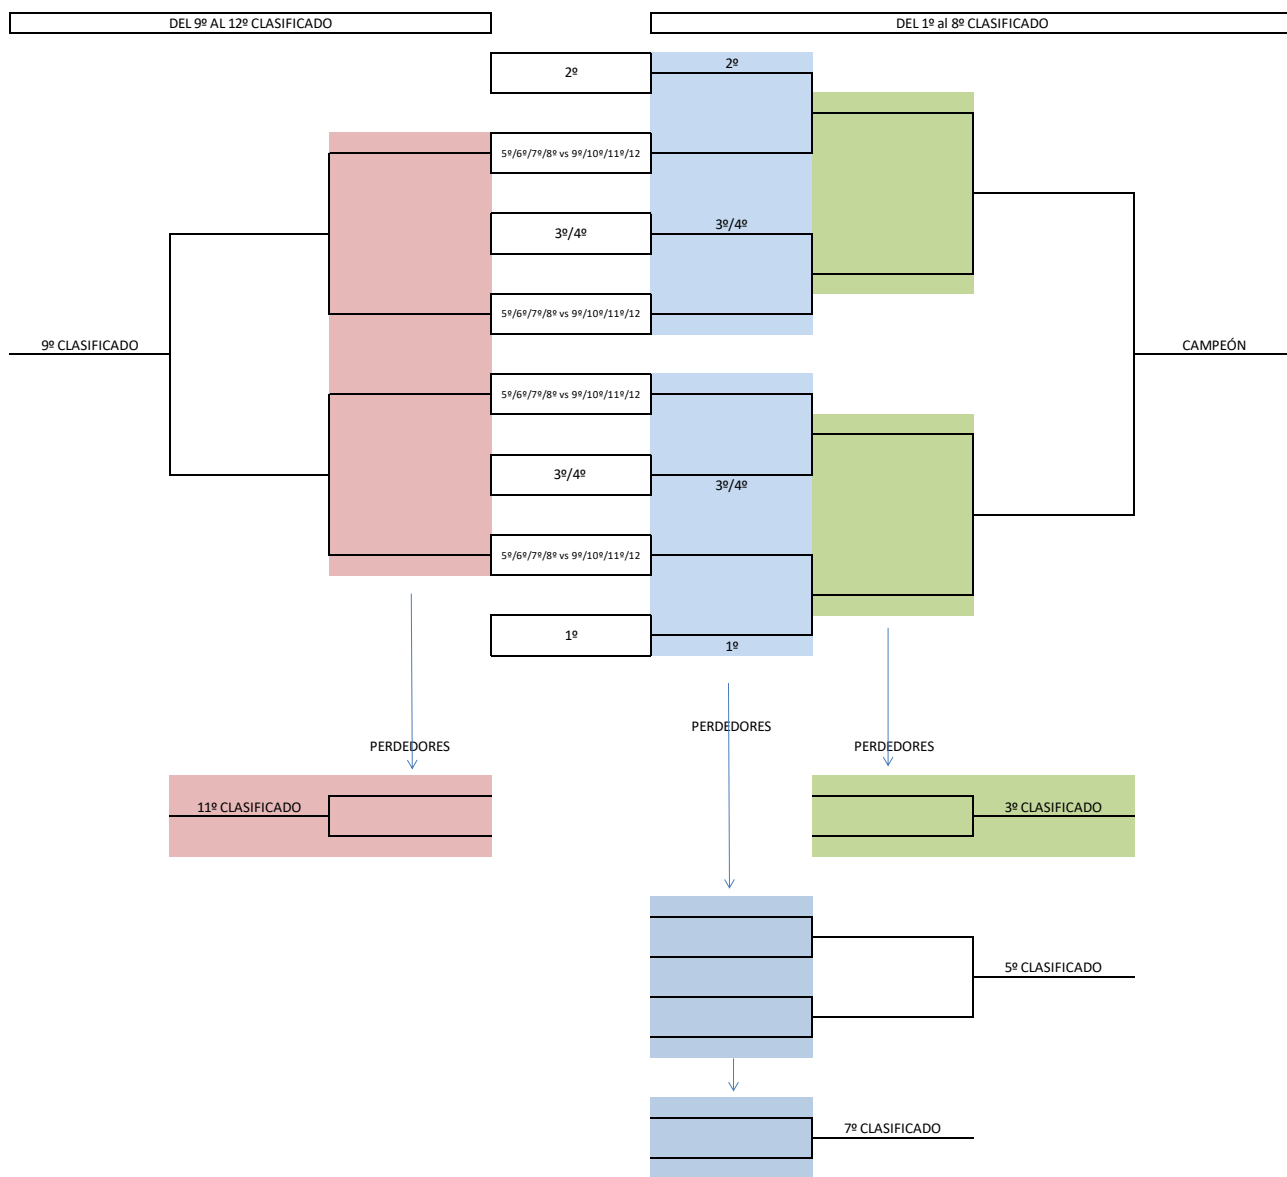 DEL 9º AL 12º CLASIFICADO
DEL 1º al 8º CLASIFICADO
2º
2º
5º/6º/7º/8º vs 9º/10º/11º/12
3º/4º
3º/4º
5º/6º/7º/8º vs 9º/10º/11º/12
9º CLASIFICADO
CAMPEÓN
5º/6º/7º/8º vs 9º/10º/11º/12
3º/4º
3º/4º
5º/6º/7º/8º vs 9º/10º/11º/12
1º
1º
PERDEDORES
PERDEDORES
PERDEDORES
11º CLASIFICADO
3º CLASIFICADO
5º CLASIFICADO
7º CLASIFICADO